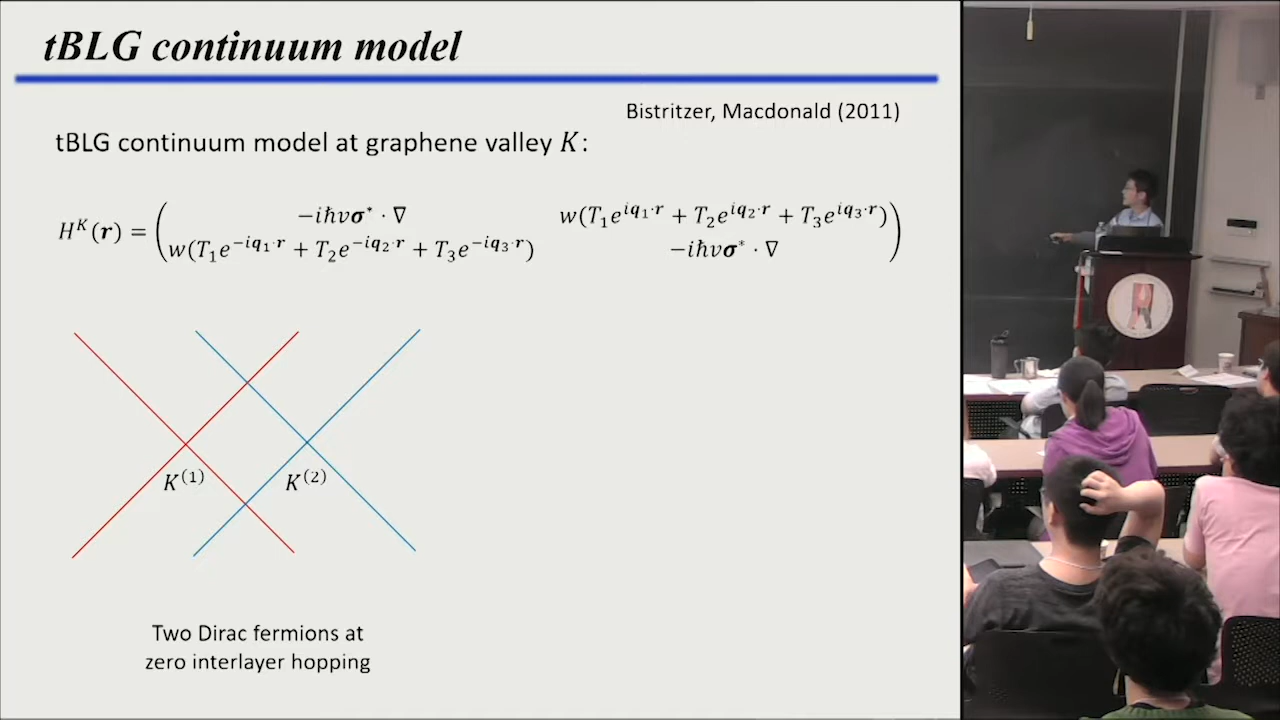 tBLG continuum model
Bistritzer, Macdonald (2011)
tBLG continuum model at graphene valley K:
H^K(r) = ( −iħvσ* · ∇    w(T₁e^{iq₁·r} + T₂e^{iq₂·r} + T₃e^{iq₃·r})
w(T₁e^{−iq₁·r} + T₂e^{−iq₂·r} + T₃e^{−iq₃·r})    −iħvσ* · ∇ )
K⁽¹⁾ K⁽²⁾
Two Dirac fermions at
zero interlayer hopping